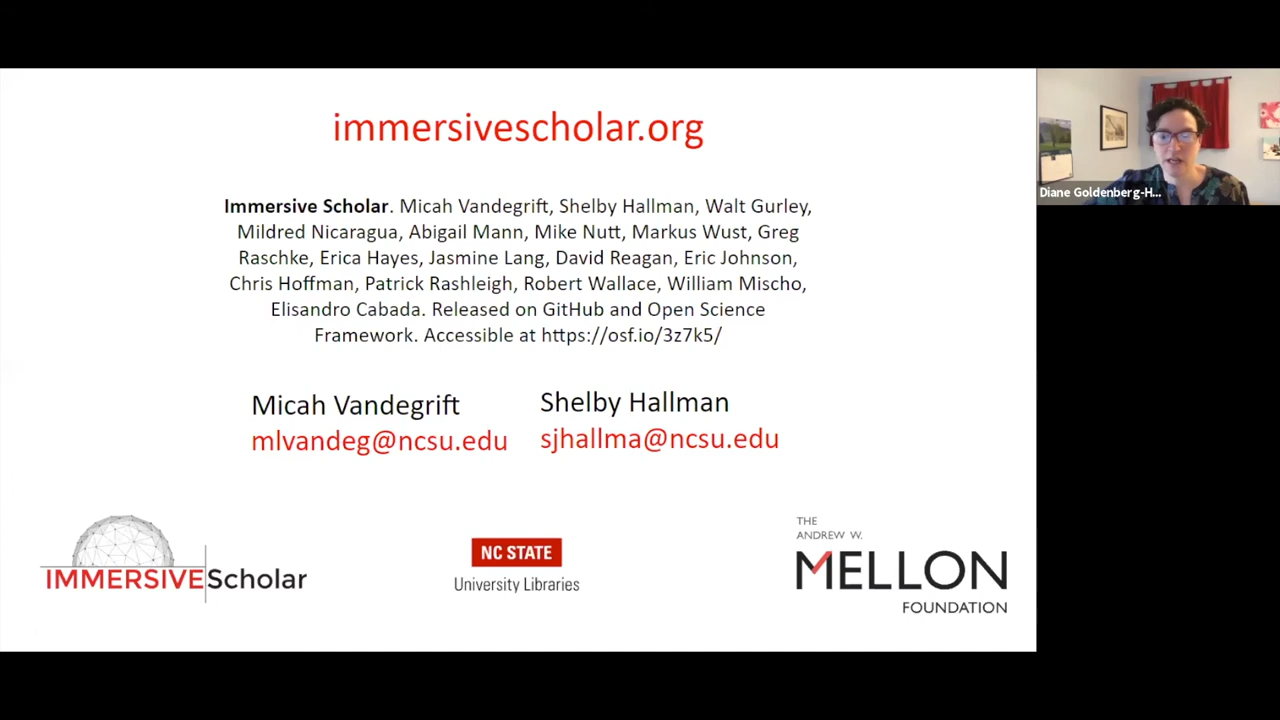 immersivescholar.org
Immersive Scholar. Micah Vandegrift, Shelby Hallman, Walt Gurley,
Mildred Nicaragua, Abigail Mann, Mike Nutt, Markus Wust, Greg
Raschke, Erica Hayes, Jasmine Lang, David Reagan, Eric Johnson,
Chris Hoffman, Patrick Rashleigh, Robert Wallace, William Mischo,
Elisandro Cabada. Released on GitHub and Open Science
Framework. Accessible at https://osf.io/3z7k5/
Micah Vandegrift
mlvandeg@ncsu.edu
Shelby Hallman
sjhallma@ncsu.edu
IMMERSIVE Scholar
NC STATE
University Libraries
THE
ANDREW W.
MELLON
FOUNDATION
Diane Goldenberg-H...